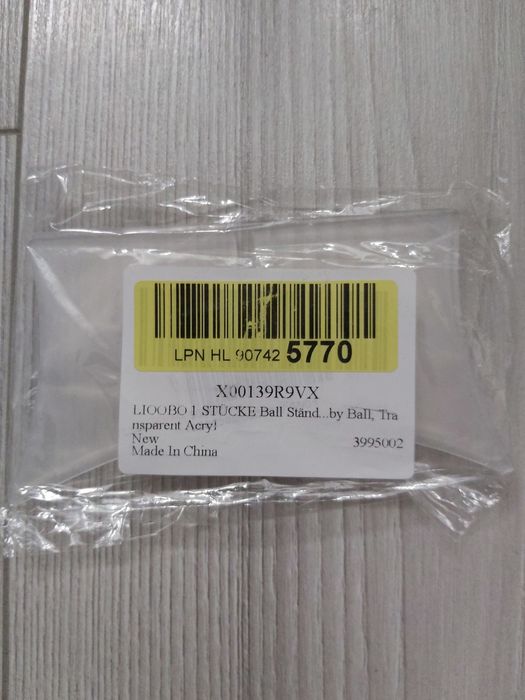 LPN HL 90742 5770
X00139R9VX
LIOOBO 1 STÜCKE Ball Ständ...by Ball, Tra
nsparent Acryl
New
3995002
Made In China